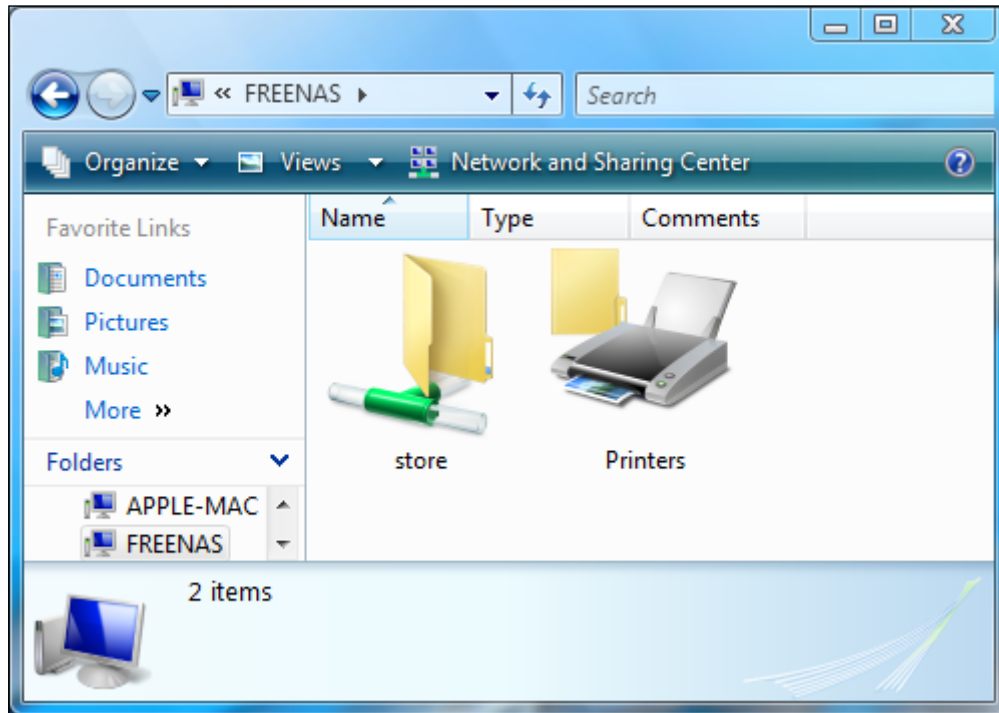 « FREENAS
Search
Organize Views Network and Sharing Center
Favorite Links
Documents
Pictures
Music
More »
Folders
APPLE-MAC
FREENAS
Name Type Comments
store Printers
2 items